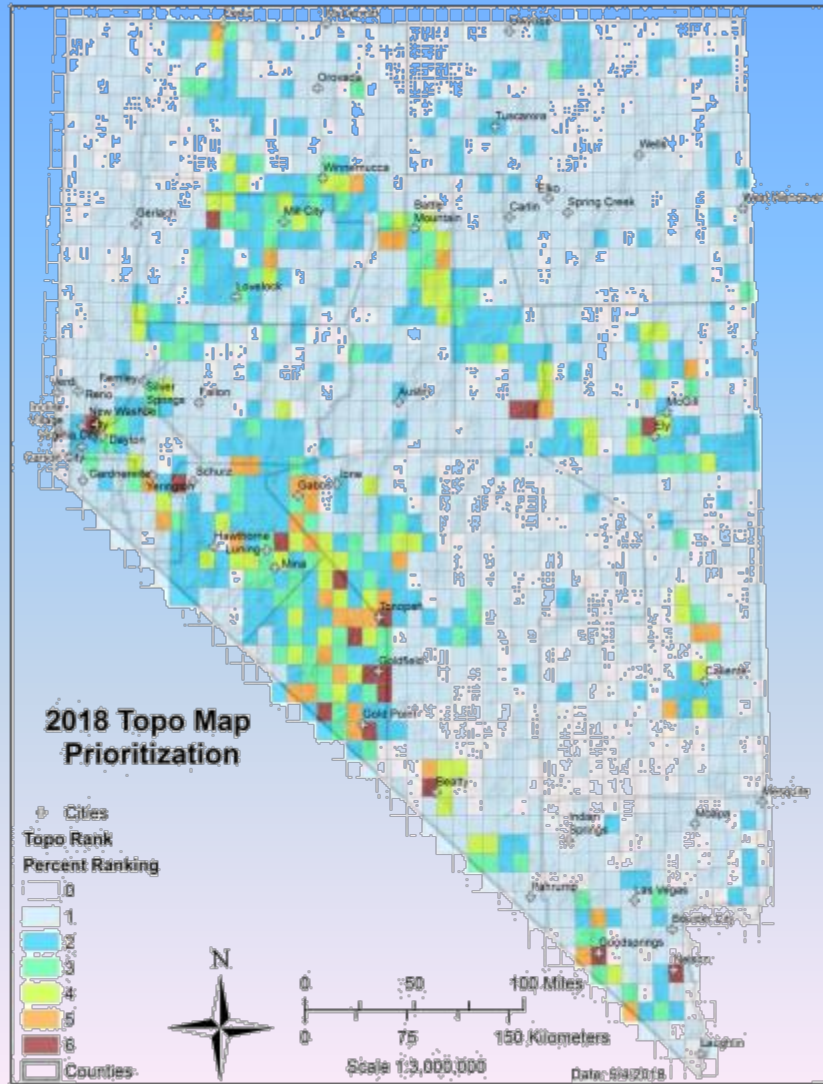 Orovada
Tuscarora
Wells
Winnemucca
Elko
Gerlach
Mill City
Battle
Mountain
Carlin
Spring Creek
Lovelock
Fernley
Reno
Silver
Springs
Fallon
Austin
McGill
New Washoe
City
Ely
Dayton
Gardnerville
Schurz
Yerington
Gabbs
Ione
Hawthorne
Luning
Mina
Tonopah
Goldfield
Caliente
Gold Point
2018 Topo Map
Prioritization
Beatty
Mesquite
Indian
Springs
Moapa
Cities
Topo Rank
Percent Ranking
Pahrump
Las Vegas
0
1
Boulder City
2
Goodsprings
3
Nelson
N
4
0 50 100 Miles
5
0 75 150 Kilometers
6
Laughlin
Counties
Scale 1:3,000,000